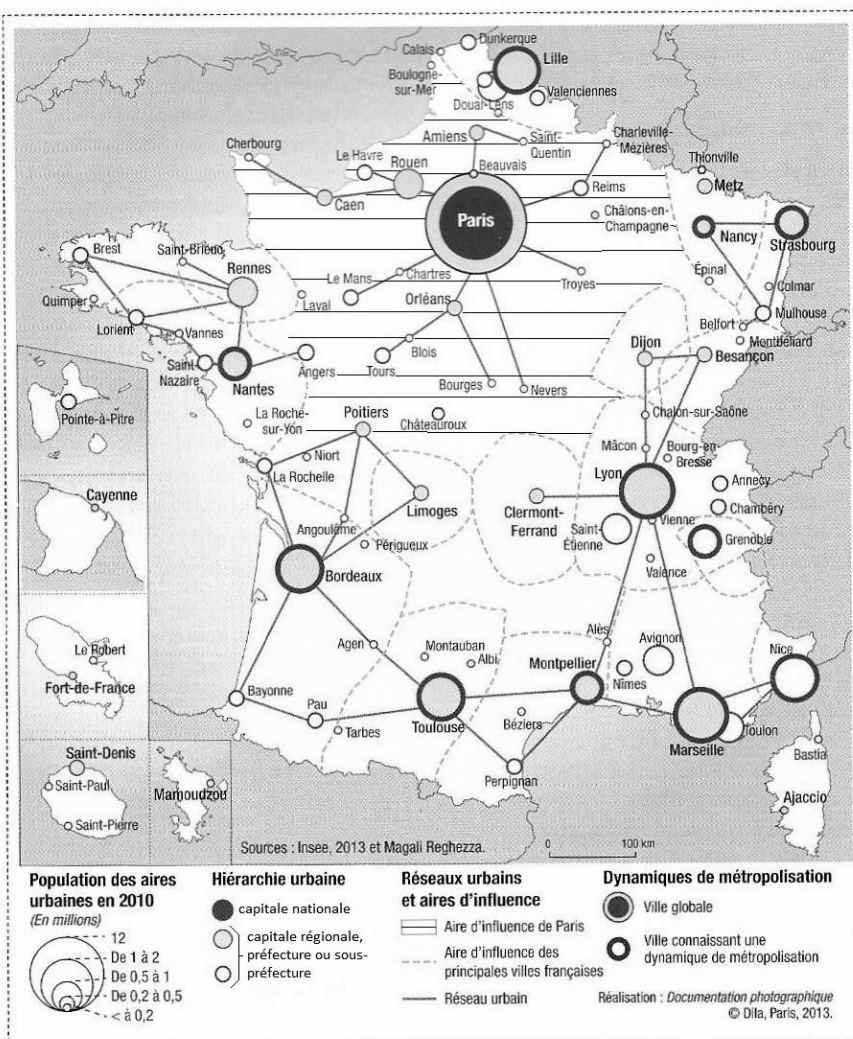 Dunkerque
Calais
Lille
Boulogne-
sur-Mer
Valenciennes
Douai-Lens
Amiens
Saint-
Quentin
Charleville-
Mézières
Cherbourg
Le Havre
Rouen
Beauvais
Thionville
Metz
Reims
Caen
Paris
Châlons-en-
Champagne
Nancy
Strasbourg
Brest
Saint-Brieuc
Rennes
Chartres
Le Mans
Troyes
Épinal
Colmar
Quimper
Laval
Orléans
Mulhouse
Lorient
Vannes
Belfort
Montbéliard
Blois
Dijon
Besançon
Saint-
Nazaire
Nantes
Angers
Tours
Bourges
Nevers
Pointe-à-Pitre
La Roche-
sur-Yon
Poitiers
Châteauroux
Chalon-sur-Saône
Mâcon
Bourg-en-
Bresse
Niort
La Rochelle
Lyon
Annecy
Cayenne
Limoges
Clermont-
Ferrand
Chambéry
Angoulême
Saint-
Étienne
Vienne
Grenoble
Périgueux
Bordeaux
Valence
Le Robert
Agen
Alès
Avignon
Montauban
Albi
Nice
Fort-de-France
Montpellier
Nîmes
Bayonne
Pau
Toulouse
Béziers
Tarbes
Marseille
Toulon
Saint-Denis
Bastia
Perpignan
Saint-Paul
Mamoudzou
Ajaccio
Saint-Pierre
Sources : Insee, 2013 et Magali Reghezza.
0 100 km
Population des aires
urbaines en 2010
(En millions)
12
De 1 à 2
De 0,5 à 1
De 0,2 à 0,5
< à 0,2
Hiérarchie urbaine
capitale nationale
capitale régionale,
préfecture ou sous-
préfecture
Réseaux urbains
et aires d'influence
Aire d'influence de Paris
Aire d'influence des
principales villes françaises
Réseau urbain
Dynamiques de métropolisation
Ville globale
Ville connaissant une
dynamique de métropolisation
Réalisation : Documentation photographique
© Dila, Paris, 2013.